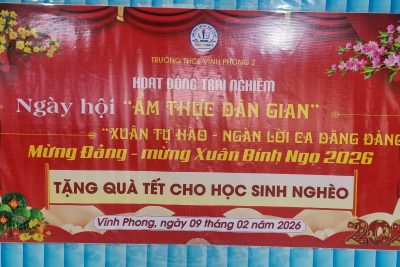 TRƯỜNG THCS VĨNH PHONG 2
HOẠT ĐỘNG TRẢI NGHIỆM
Ngày hội "ẨM THỰC DÂN GIAN"
* "XUÂN TỰ HÀO - NGÀN LỜI CA DÂNG ĐẢNG
Mừng Đảng - mừng Xuân Bính Ngọ 2026
TẶNG QUÀ TẾT CHO HỌC SINH NGHÈO
Vĩnh Phong, ngày 09 tháng 02 năm 2026